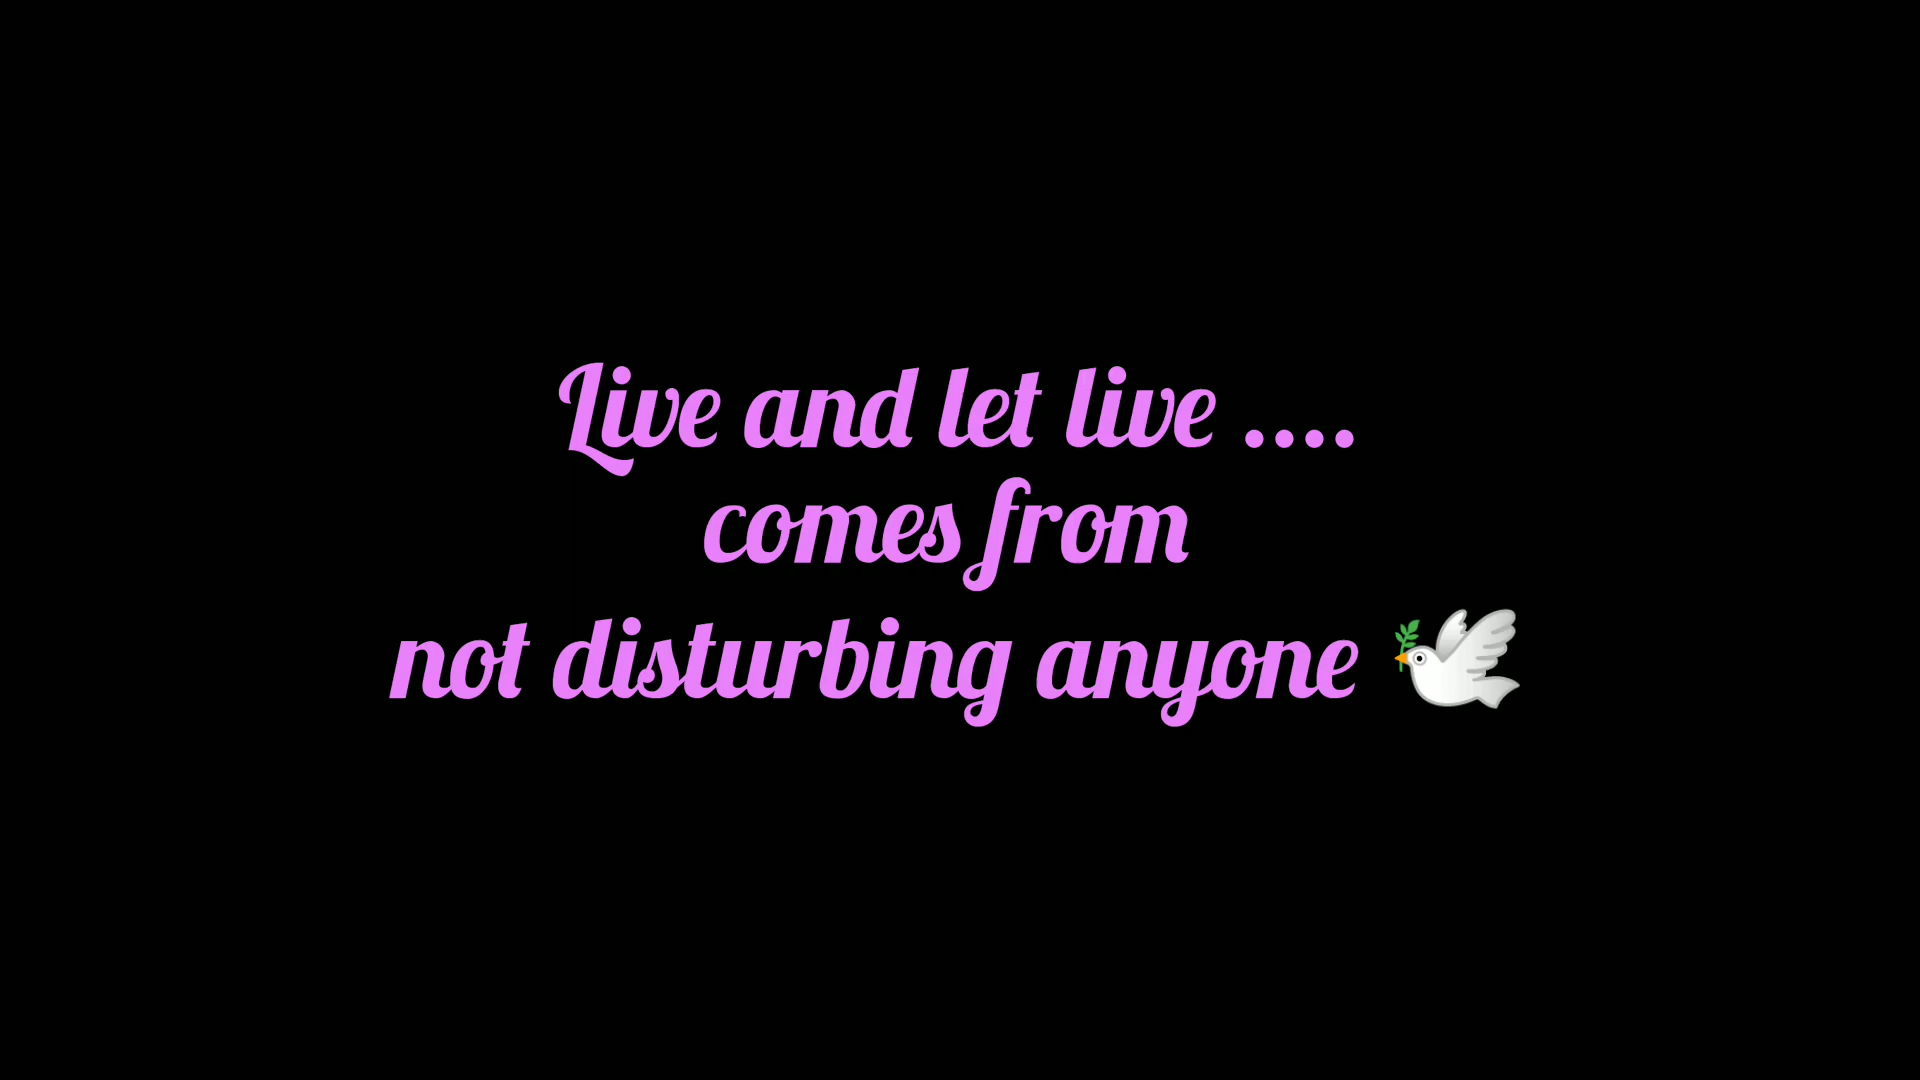 Live and let live ....
comes from
not disturbing anyone 🕊️